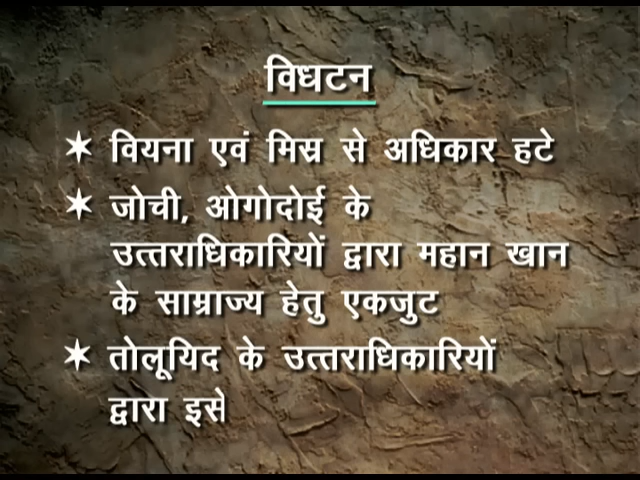 विघटन
✶ वियना एवं मिस्र से अधिकार हटे
✶ जोची, ओगोदोई के
उत्तराधिकारियों द्वारा महान खान
के साम्राज्य हेतु एकजुट
✶ तोलूयिद के उत्तराधिकारियों
द्वारा इसे